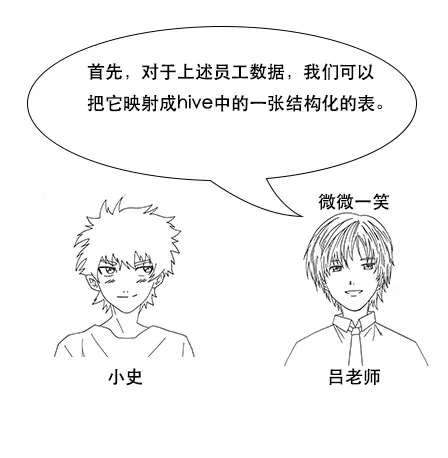 首先，对于上述员工数据，我们可以
把它映射成hive中的一张结构化的表。
微微一笑
小史
吕老师